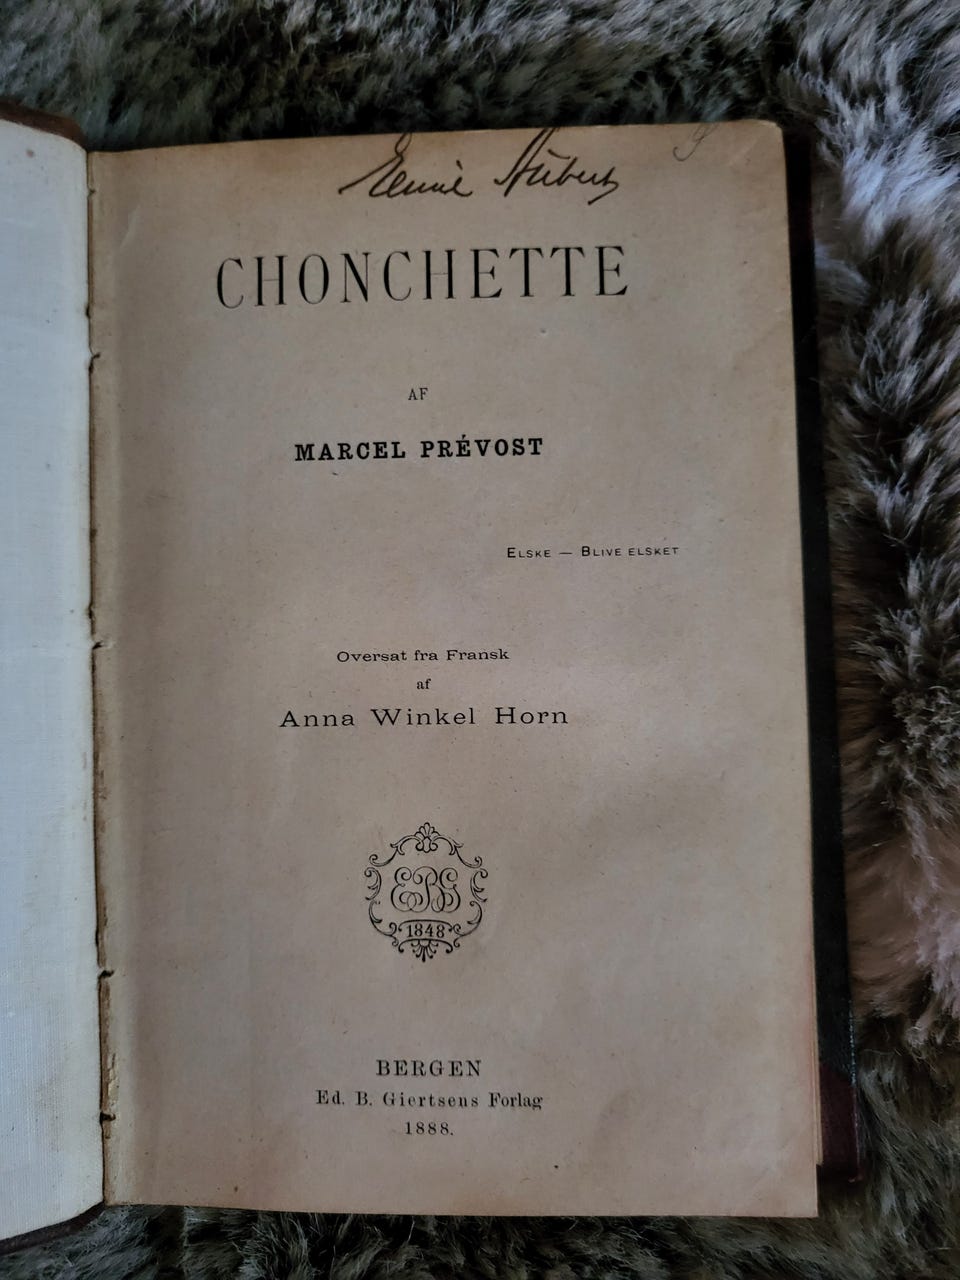 CHONCHETTE
AF
MARCEL PRÉVOST
ELSKE — BLIVE ELSKET
Oversat fra Fransk
af
Anna Winkel Horn
EBG
1848
BERGEN
Ed. B. Giertsens Forlag
1888.